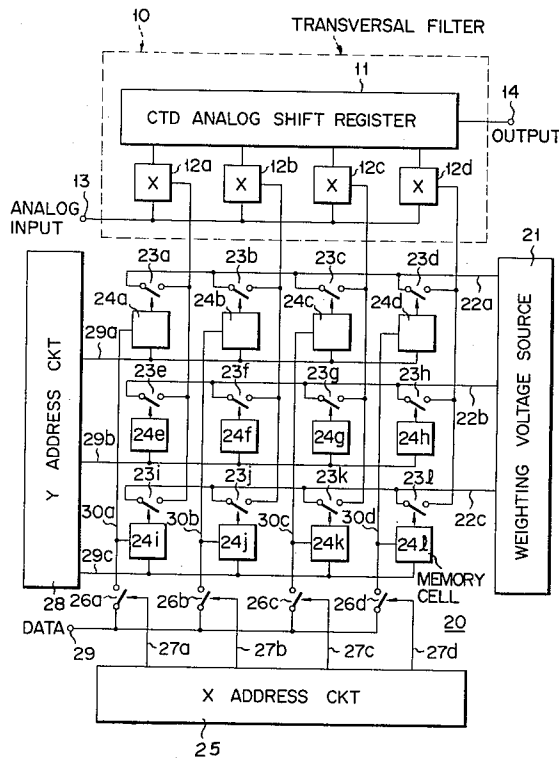 10
TRANSVERSAL FILTER
11
14
CTD ANALOG SHIFT REGISTER
OUTPUT
12a
12b
12c
12d
X
X
X
X
13
ANALOG INPUT
21
23a
23b
23c
23d
24a
24b
24c
24d
22a
29a
23e
23f
23g
23h
22b
29b
24e
24f
24g
24h
23i
23j
23k
23l
30a
30b
30c
30d
22c
29c
24i
24j
24k
24l
MEMORY CELL
Y ADDRESS CKT
WEIGHTING VOLTAGE SOURCE
28
26a
26b
26c
26d
20
DATA
29
27a
27b
27c
27d
X ADDRESS CKT
25